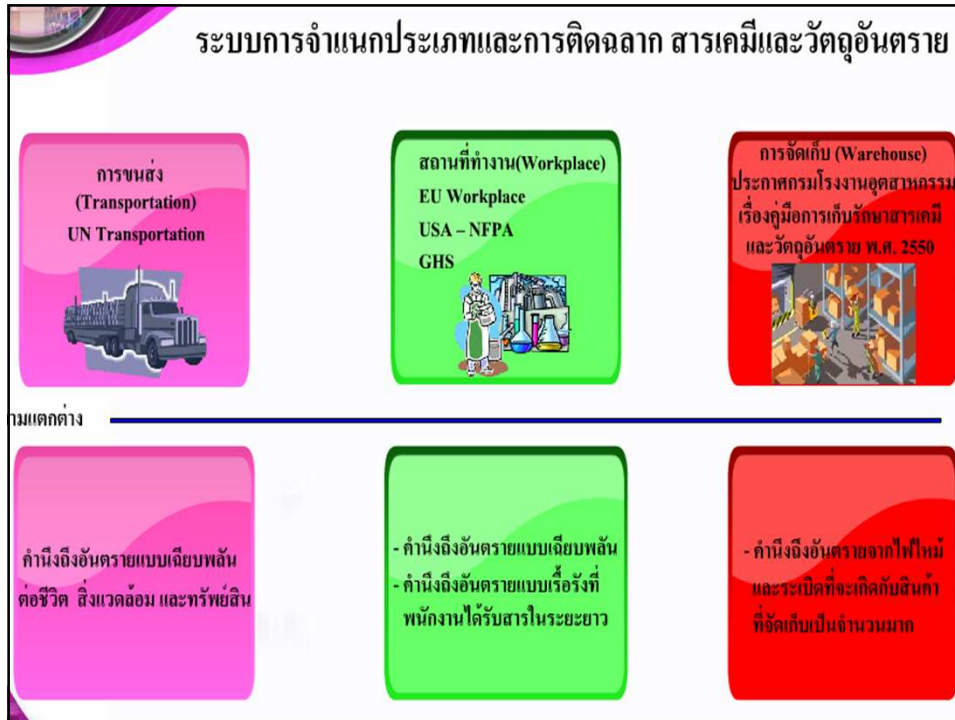 ระบบการจำแนกประเภทและการติดฉลาก สารเคมีและวัตถุอันตราย
การขนส่ง
(Transportation)
UN Transportation
สถานที่ทำงาน(Workplace)
EU Workplace
USA – NFPA
GHS
การจัดเก็บ (Warehouse)
ประกาศกรมโรงงานอุตสาหกรรม
เรื่องคู่มือการเก็บรักษาสารเคมี
และวัตถุอันตราย พ.ศ. 2550
ามแตกต่าง
คำนึงถึงอันตรายแบบเฉียบพลัน
ต่อชีวิต สิ่งแวดล้อม และทรัพย์สิน
- คำนึงถึงอันตรายแบบเฉียบพลัน
- คำนึงถึงอันตรายแบบเรื้อรังที่
พนักงานได้รับสารในระยะยาว
- คำนึงถึงอันตรายจากไฟไหม้
และระเบิดที่จะเกิดกับสินค้า
ที่จัดเก็บเป็นจำนวนมาก